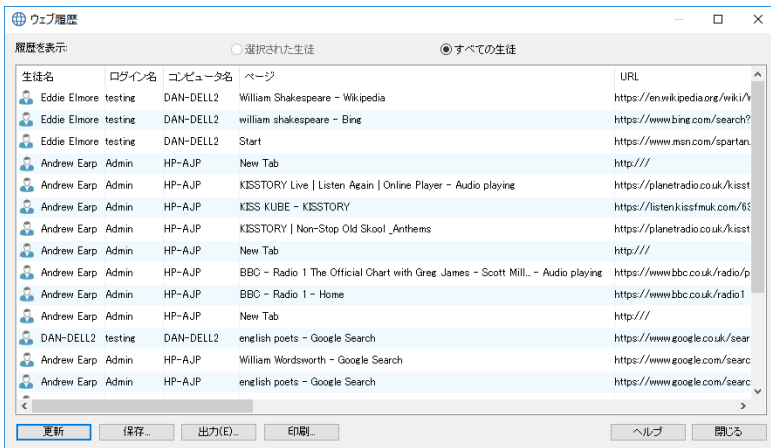 ウェブ履歴
履歴を表示: 選択された生徒 すべての生徒
生徒名 ログイン名 コンピュータ名 ページ URL
Eddie Elmore testing DAN-DELL2 William Shakespeare - Wikipedia https://en.wikipedia.org/wiki/
Eddie Elmore testing DAN-DELL2 william shakespeare - Bing https://www.bing.com/search?
Eddie Elmore testing DAN-DELL2 Start https://www.msn.com/spartan.
Andrew Earp Admin HP-AJP New Tab http:///
Andrew Earp Admin HP-AJP KISSTORY Live | Listen Again | Online Player - Audio playing https://planetradio.co.uk/kisst
Andrew Earp Admin HP-AJP KISS KUBE - KISSTORY https://listen.kissfmuk.com/63
Andrew Earp Admin HP-AJP KISSTORY | Non-Stop Old Skool _Anthems https://planetradio.co.uk/kisst
Andrew Earp Admin HP-AJP New Tab http:///
Andrew Earp Admin HP-AJP BBC - Radio 1 The Official Chart with Greg James - Scott Mill... - Audio playing https://www.bbc.co.uk/radio/p
Andrew Earp Admin HP-AJP BBC - Radio 1 - Home https://www.bbc.co.uk/radio1
Andrew Earp Admin HP-AJP New Tab http:///
DAN-DELL2 testing DAN-DELL2 english poets - Google Search https://www.google.co.uk/sear
Andrew Earp Admin HP-AJP William Wordsworth - Google Search https://www.google.com/searc
Andrew Earp Admin HP-AJP english poets - Google Search https://www.google.com/searc
更新 保存... 出力(E)... 印刷... ヘルプ 閉じる